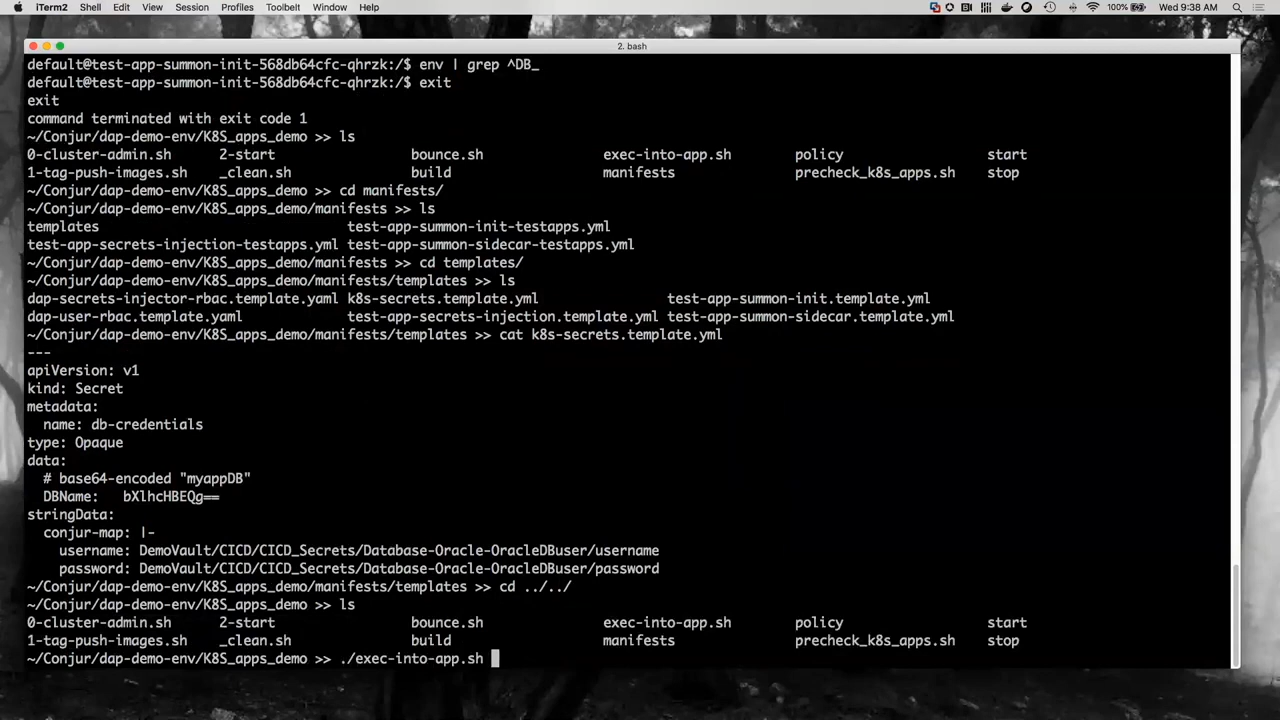 iTerm2 Shell Edit View Session Profiles Toolbelt Window Help 100% Wed 9:38 AM
2. bash
default@test-app-summon-init-568db64cfc-qhrzk:/$ env | grep ^DB_
default@test-app-summon-init-568db64cfc-qhrzk:/$ exit
exit
command terminated with exit code 1
~/Conjur/dap-demo-env/K8S_apps_demo >> ls
0-cluster-admin.sh 2-start bounce.sh exec-into-app.sh policy start
1-tag-push-images.sh _clean.sh build manifests precheck_k8s_apps.sh stop
~/Conjur/dap-demo-env/K8S_apps_demo >> cd manifests/
~/Conjur/dap-demo-env/K8S_apps_demo/manifests >> ls
templates test-app-summon-init-testapps.yml
test-app-secrets-injection-testapps.yml test-app-summon-sidecar-testapps.yml
~/Conjur/dap-demo-env/K8S_apps_demo/manifests >> cd templates/
~/Conjur/dap-demo-env/K8S_apps_demo/manifests/templates >> ls
dap-secrets-injector-rbac.template.yaml k8s-secrets.template.yml test-app-summon-init.template.yml
dap-user-rbac.template.yaml test-app-secrets-injection.template.yml test-app-summon-sidecar.template.yml
~/Conjur/dap-demo-env/K8S_apps_demo/manifests/templates >> cat k8s-secrets.template.yml
---
apiVersion: v1
kind: Secret
metadata:
  name: db-credentials
type: Opaque
data:
  # base64-encoded "myappDB"
  DBName:   bXlhcHBEQg==
stringData:
  conjur-map: |-
    username: DemoVault/CICD/CICD_Secrets/Database-Oracle-OracleDBuser/username
    password: DemoVault/CICD/CICD_Secrets/Database-Oracle-OracleDBuser/password
~/Conjur/dap-demo-env/K8S_apps_demo/manifests/templates >> cd ../../
~/Conjur/dap-demo-env/K8S_apps_demo >> ls
0-cluster-admin.sh 2-start bounce.sh exec-into-app.sh policy start
1-tag-push-images.sh _clean.sh build manifests precheck_k8s_apps.sh stop
~/Conjur/dap-demo-env/K8S_apps_demo >> ./exec-into-app.sh